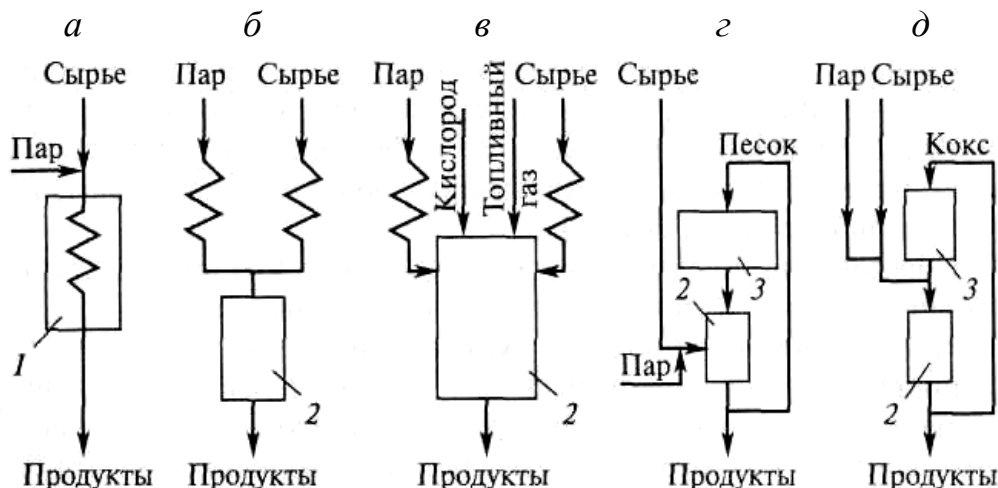 а б в г д
Сырье Пар Сырье Пар Сырье Сырье Пар Сырье
Кислород
Топливный
газ
Пар
Песок Кокс
3 3
2
1 2 2 Пар 2 2
Продукты Продукты Продукты Продукты Продукты